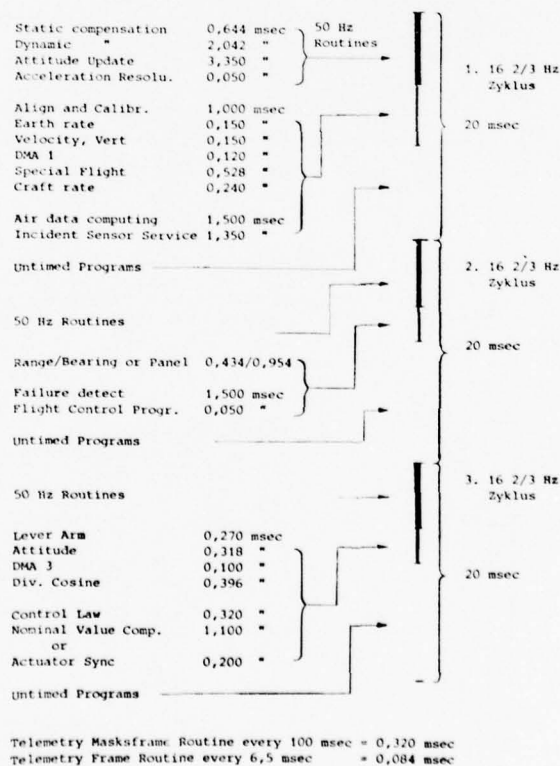 Static compensation 0,644 msec 50 Hz
Dynamic " 2,042 " Routines
Attitude Update 3,350 "
Acceleration Resolu. 0,050 "
1. 16 2/3 Hz
Zyklus
Align and Calibr. 1,000 msec
Earth rate 0,150 "
20 msec
Velocity, Vert 0,150 "
DMA 1 0,120 "
Special Flight 0,528 "
Craft rate 0,240 "
Air data computing 1,500 msec
Incident Sensor Service 1,350 "
Untimed Programs
2. 16 2/3 Hz
Zyklus
50 Hz Routines
20 msec
Range/Bearing or Panel 0,434/0,954
Failure detect 1,500 msec
Flight Control Progr. 0,050 "
Untimed Programs
3. 16 2/3 Hz
50 Hz Routines Zyklus
Lever Arm 0,270 msec
Attitude 0,318 "
DMA 3 0,100 "
Div. Cosine 0,396 "
20 msec
Control Law 0,320 "
Nominal Value Comp. 1,100 "
or
Actuator Sync 0,200 "
Untimed Programs
Telemetry Masksframe Routine every 100 msec = 0,320 msec
Telemetry Frame Routine every 6,5 msec = 0,084 msec